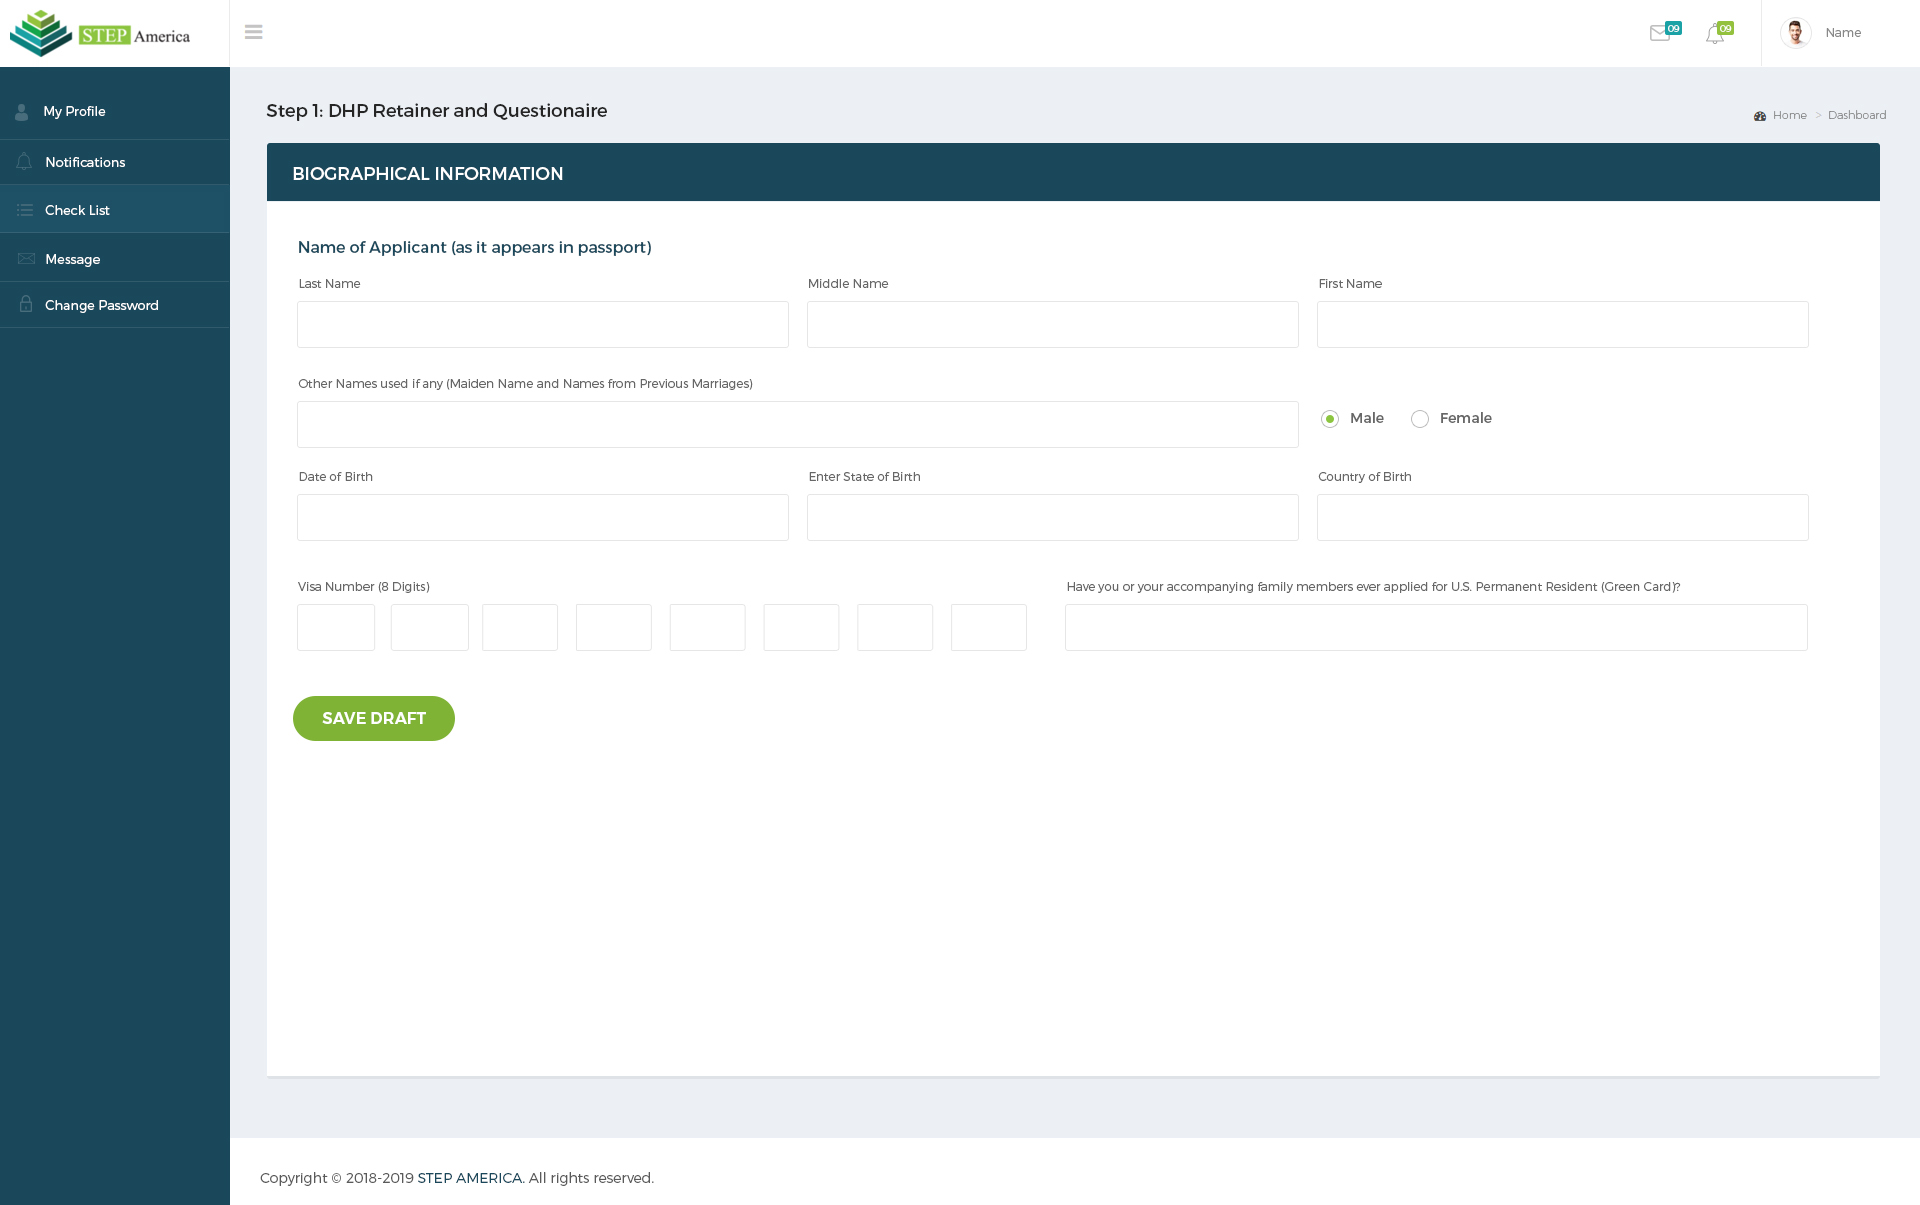 STEP America
09
09
Name
My Profile
Notifications
Check List
Message
Change Password
Step 1: DHP Retainer and Questionaire
Home > Dashboard
BIOGRAPHICAL INFORMATION
Name of Applicant (as it appears in passport)
Last Name
Middle Name
First Name
Other Names used if any (Maiden Name and Names from Previous Marriages)
Male
Female
Date of Birth
Enter State of Birth
Country of Birth
Visa Number (8 Digits)
Have you or your accompanying family members ever applied for U.S. Permanent Resident (Green Card)?
SAVE DRAFT
Copyright © 2018-2019 STEP AMERICA. All rights reserved.